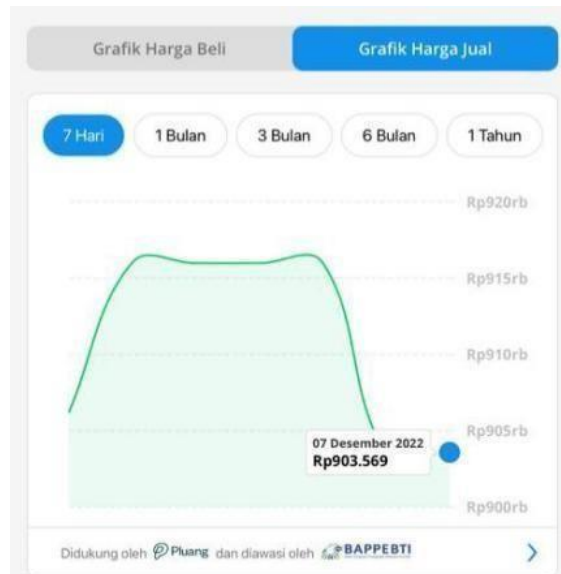 Grafik Harga Beli Grafik Harga Jual
7 Hari 1 Bulan 3 Bulan 6 Bulan 1 Tahun
Rp920rb
Rp915rb
Rp910rb
Rp905rb
07 Desember 2022
Rp903.569
Rp900rb
Didukung oleh Pluang dan diawasi oleh BAPPEBTI